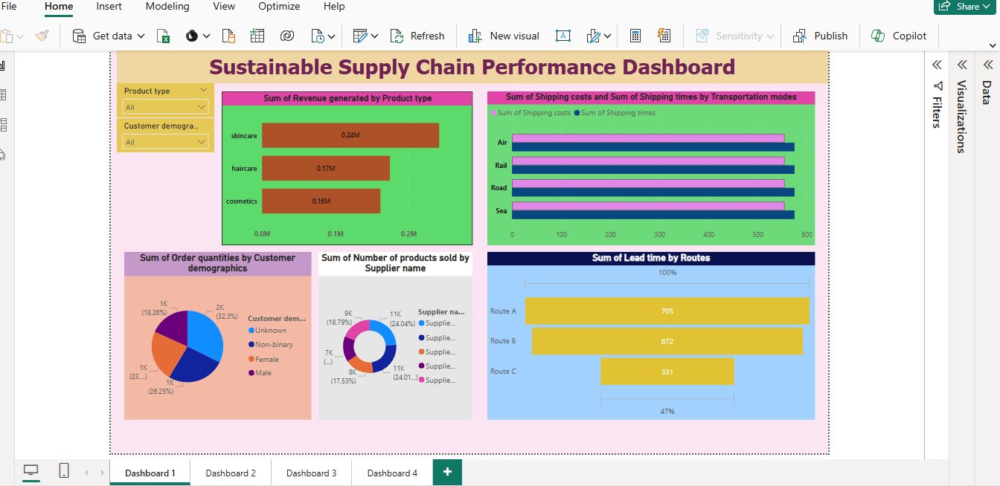 File Home Insert Modeling View Optimize Help Share
Get data Refresh New visual A Sensitivity Publish Copilot
Sustainable Supply Chain Performance Dashboard
Product type
All
Customer demogra...
All
Sum of Revenue generated by Product type
skincare 0.24M
haircare 0.17M
cosmetics 0.16M
0.0M 0.1M 0.2M
Sum of Shipping costs and Sum of Shipping times by Transportation modes
Sum of Shipping costs Sum of Shipping times
Air
Rail
Road
Sea
0 100 200 300 400 500 600
Sum of Order quantities by Customer
demographics
1K
(18.26%)
2K
(32.3%)
1K
(23....)
1K
(26.25%)
Customer dem...
Unknown
Non-binary
Female
Male
Sum of Number of products sold by
Supplier name
9K
(18.79%)
11K
(24.04%)
7K
(...)
8K
(17.53%)
11K
(24.01...)
Supplier na...
Supplie...
Supplie...
Supplie...
Supplie...
Supplie...
Sum of Lead time by Routes
100%
Route A 705
Route B 672
Route C 331
47%
Filters
Visualizations
Data
Dashboard 1 Dashboard 2 Dashboard 3 Dashboard 4 +